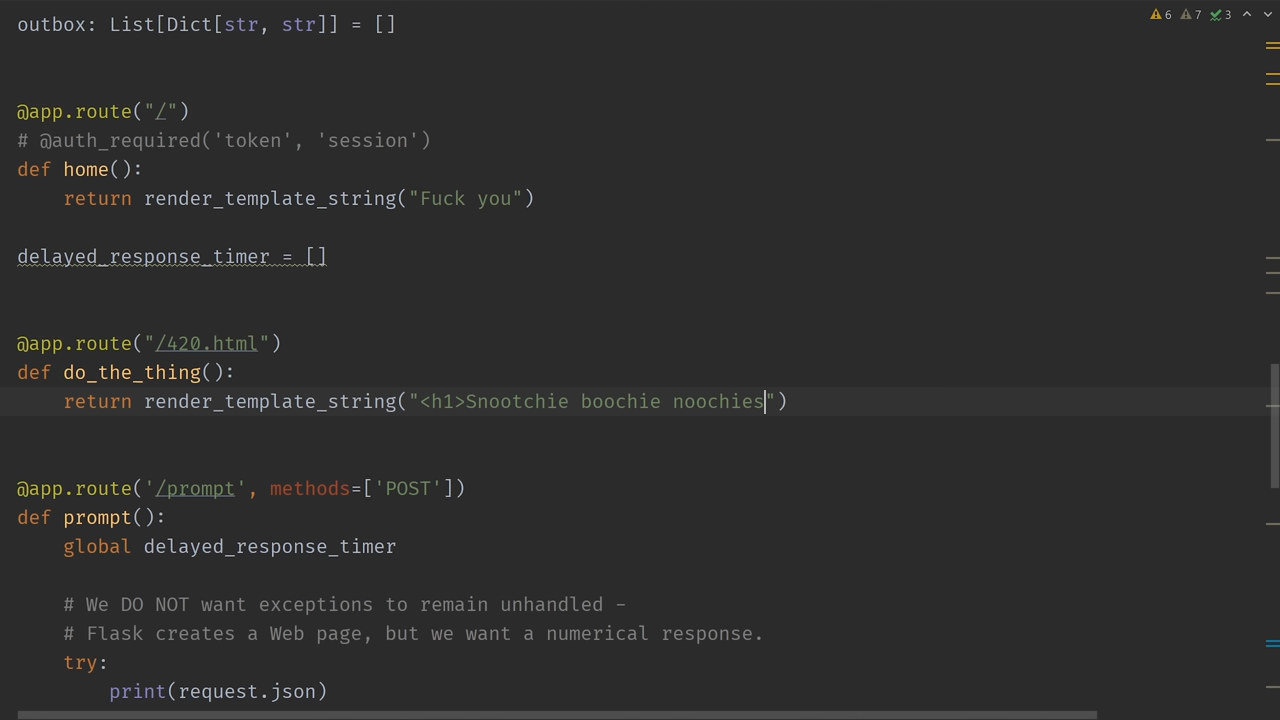 outbox: List[Dict[str, str]] = []
6 7 3
@app.route("/")
# @auth_required('token', 'session')
def home():
    return render_template_string("Fuck you")
delayed_response_timer = []
@app.route("/420.html")
def do_the_thing():
    return render_template_string("<h1>Snootchie boochie noochies")
@app.route('/prompt', methods=['POST'])
def prompt():
    global delayed_response_timer
    # We DO NOT want exceptions to remain unhandled -
    # Flask creates a Web page, but we want a numerical response.
    try:
        print(request.json)